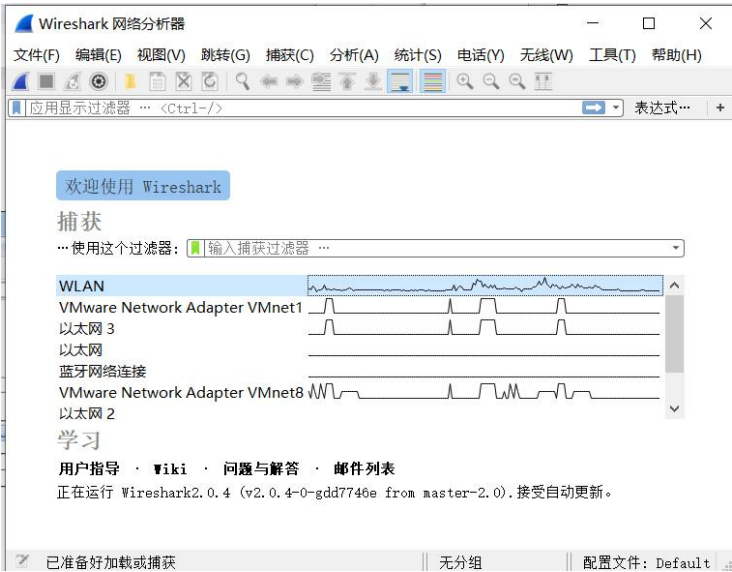 Wireshark 网络分析器
文件(F) 编辑(E) 视图(V) 跳转(G) 捕获(C) 分析(A) 统计(S) 电话(Y) 无线(W) 工具(T) 帮助(H)
应用显示过滤器 … <Ctrl-/> 表达式… +
欢迎使用 Wireshark
捕获
…使用这个过滤器: 输入捕获过滤器 …
WLAN
VMware Network Adapter VMnet1
以太网 3
以太网
蓝牙网络连接
VMware Network Adapter VMnet8
以太网 2
学习
用户指导 · Wiki · 问题与解答 · 邮件列表
正在运行 Wireshark2.0.4 (v2.0.4-0-gdd7746e from master-2.0).接受自动更新。
已准备好加载或捕获 无分组 配置文件: Default